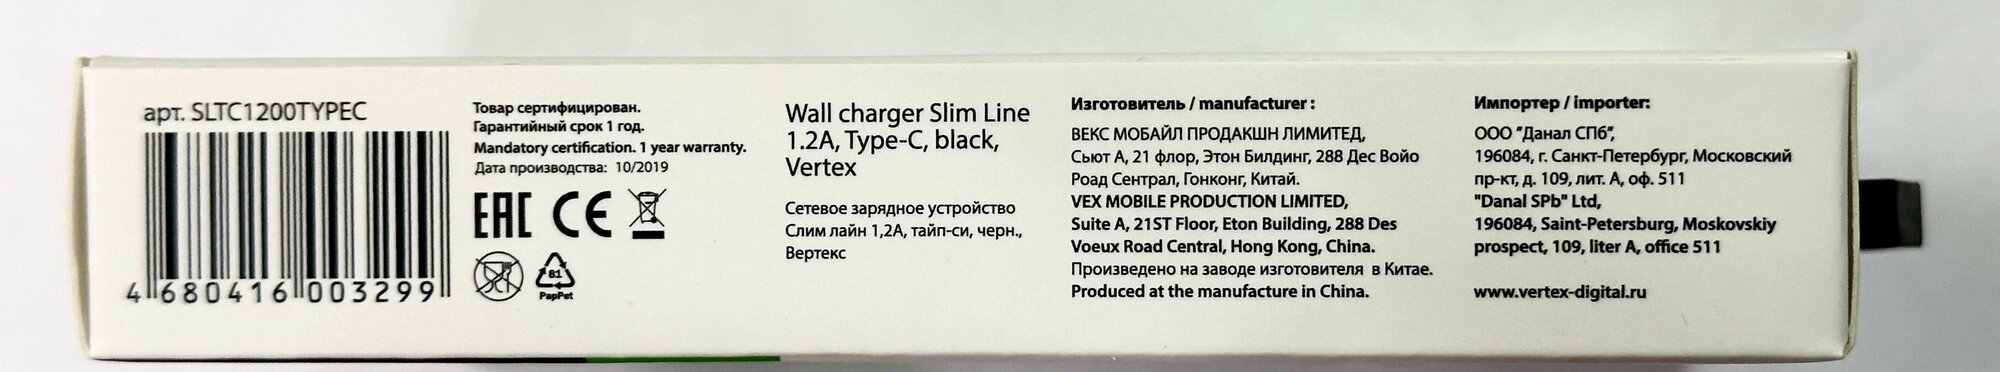 арт. SLTC1200TYPEC
4 680416 003299
Товар сертифицирован.
Гарантийный срок 1 год.
Mandatory certification. 1 year warranty.
Дата производства: 10/2019
EAC CE
81
PapPet
Wall charger Slim Line
1.2A, Type-C, black,
Vertex
Сетевое зарядное устройство
Слим лайн 1,2А, тайп-си, черн.,
Вертекс
Изготовитель / manufacturer :
ВЕКС МОБАЙЛ ПРОДАКШН ЛИМИТЕД,
Сьют А, 21 флор, Этон Билдинг, 288 Дес Войо
Роад Сентрал, Гонконг, Китай.
VEX MOBILE PRODUCTION LIMITED,
Suite A, 21ST Floor, Eton Building, 288 Des
Voeux Road Central, Hong Kong, China.
Произведено на заводе изготовителя в Китае.
Produced at the manufacture in China.
Импортер / importer:
ООО "Данал СПб",
196084, г. Санкт-Петербург, Московский
пр-кт, д. 109, лит. А, оф. 511
"Danal SPb" Ltd,
196084, Saint-Petersburg, Moskovskiy
prospect, 109, liter A, office 511
www.vertex-digital.ru